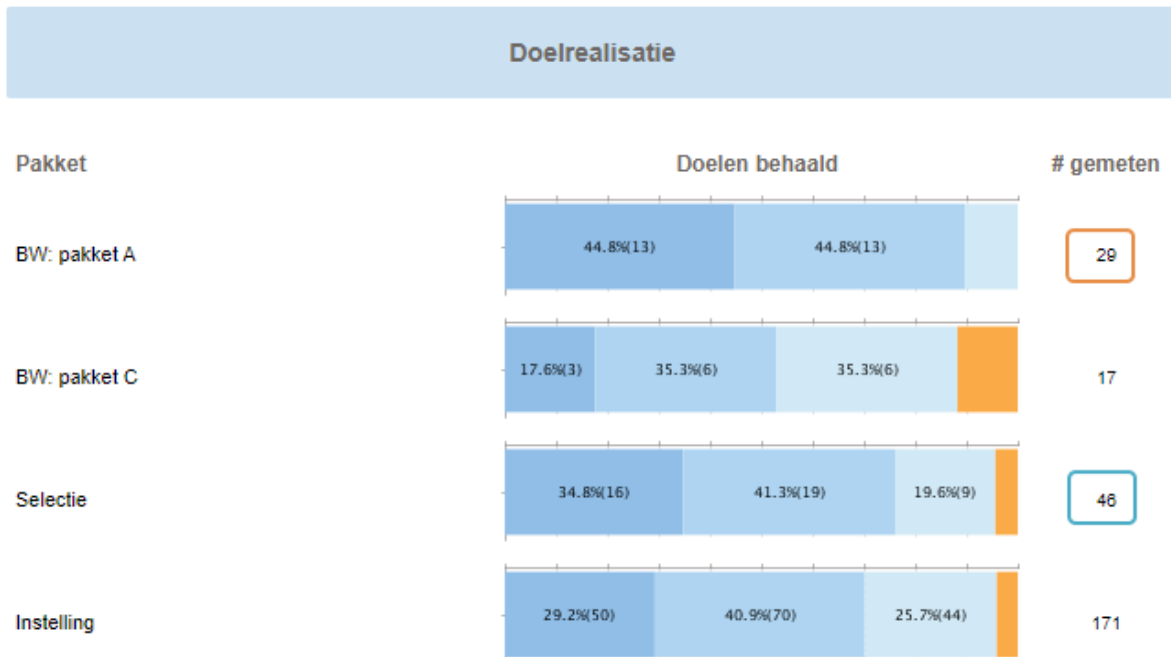 Doelrealisatie
Pakket Doelen behaald # gemeten
BW: pakket A 44.8%(13) 44.8%(13) 29
BW: pakket C 17.6%(3) 35.3%(6) 35.3%(6) 17
Selectie 34.8%(16) 41.3%(19) 19.6%(9) 46
Instelling 29.2%(50) 40.9%(70) 25.7%(44) 171